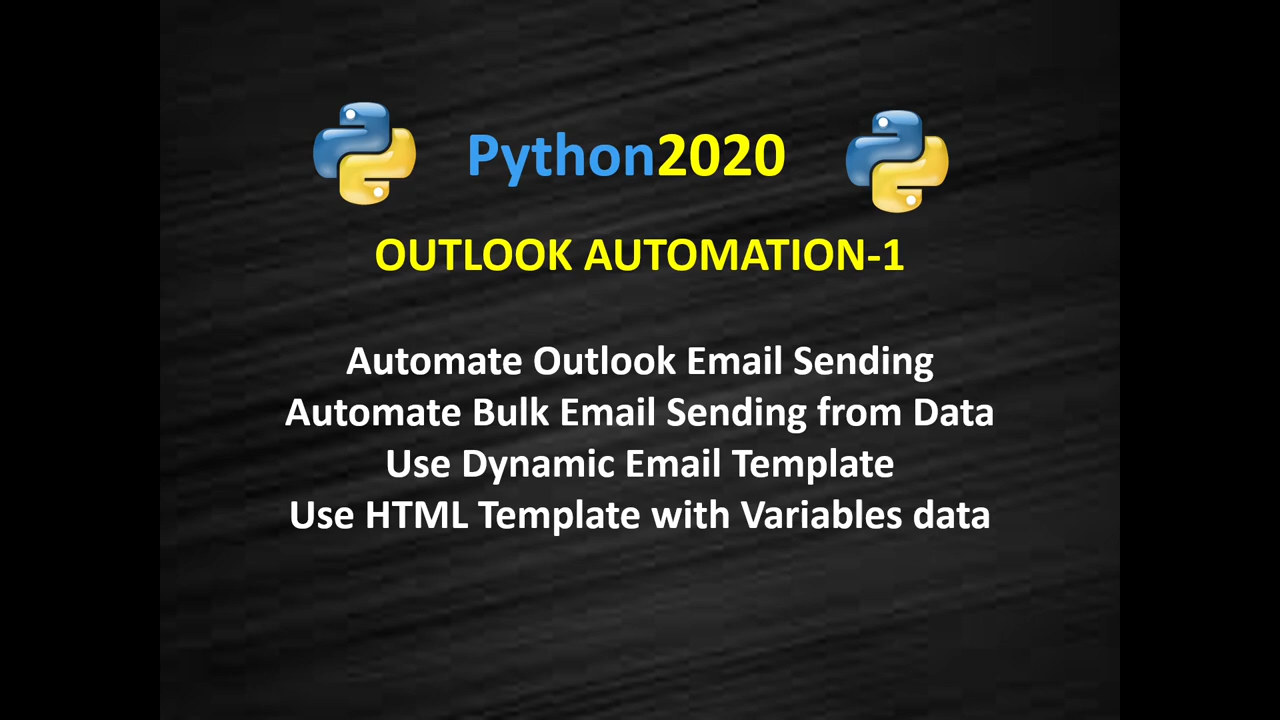 Python2020
OUTLOOK AUTOMATION-1
Automate Outlook Email Sending
Automate Bulk Email Sending from Data
Use Dynamic Email Template
Use HTML Template with Variables data